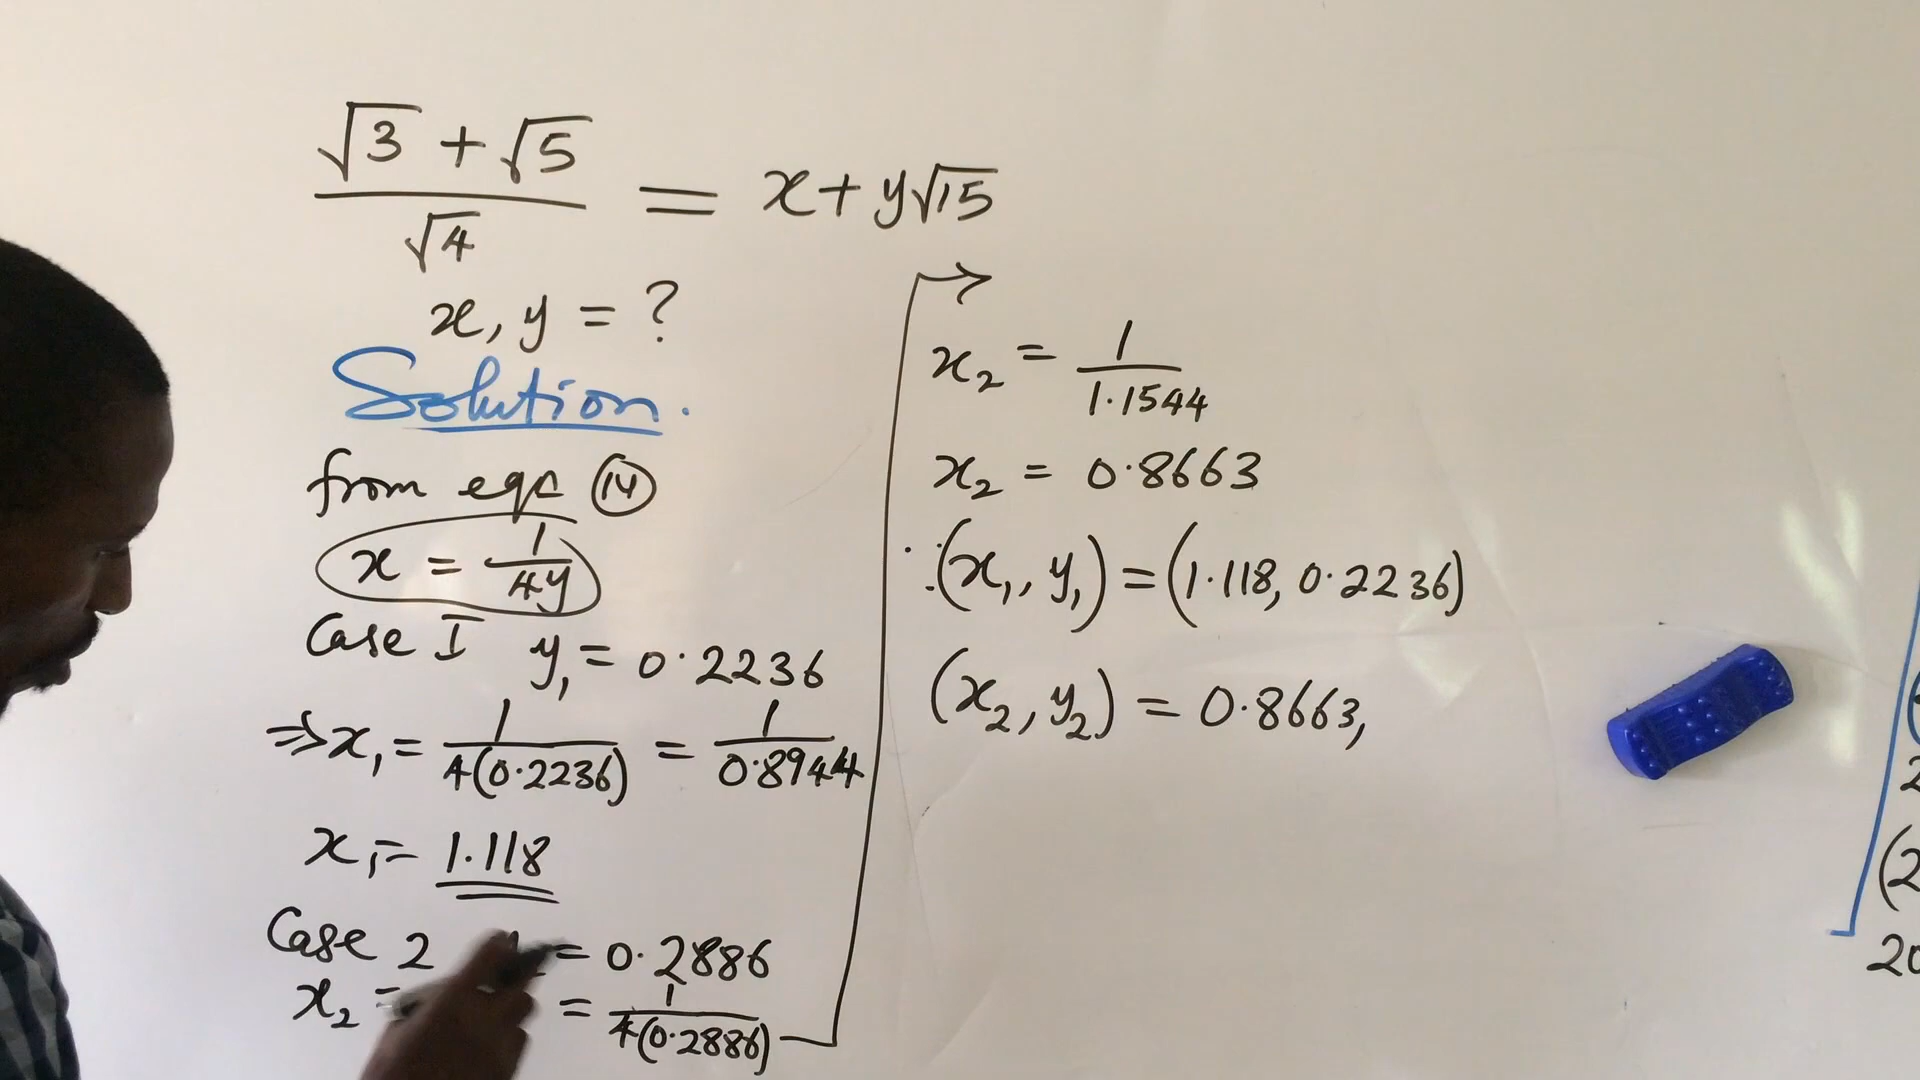 √3 + √5 / √4 = x + y√15
x, y = ?
Solution.
from eqn (14)
x = 1/4y
Case I y₁ = 0.2236
⇒ x₁ = 1/4(0.2236) = 1/0.8944
x₁ = 1.118
Case 2 = 0.2886
x₂ = = 1/4(0.2886)
x₂ = 1/1.1544
x₂ = 0.8663
∴ (x₁, y₁) = (1.118, 0.2236)
(x₂, y₂) = 0.8663,